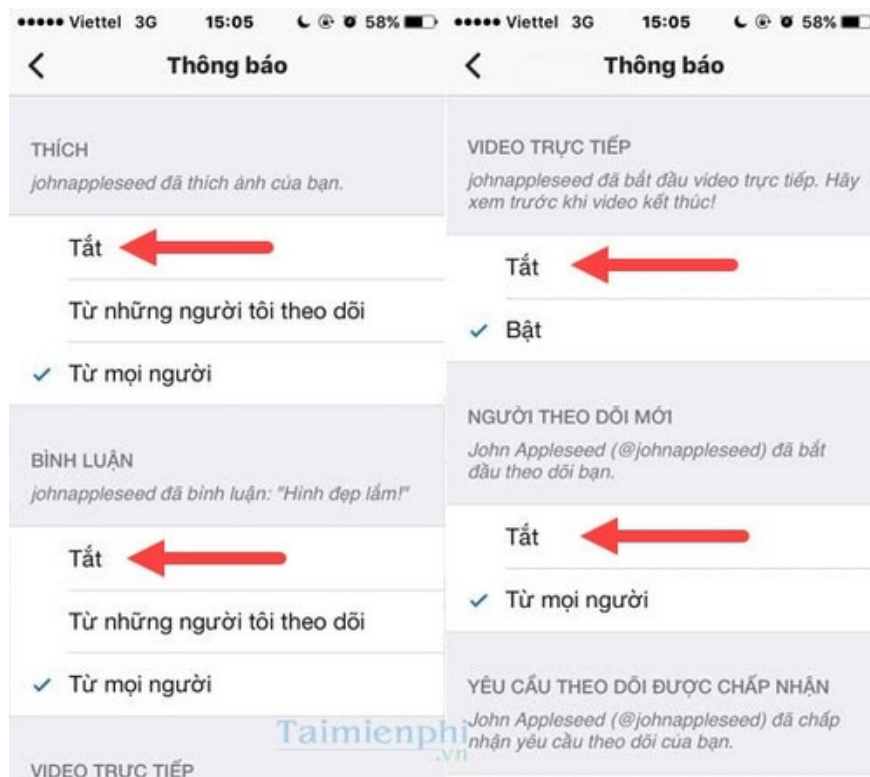 Viettel 3G 15:05 58%
Thông báo
THÍCH
johnappleseed đã thích ảnh của bạn.
Tắt
Từ những người tôi theo dõi
Từ mọi người
BÌNH LUẬN
johnappleseed đã bình luận: "Hình đẹp lắm!"
Tắt
Từ những người tôi theo dõi
Từ mọi người
VIDEO TRỰC TIẾP
Viettel 3G 15:05 58%
Thông báo
VIDEO TRỰC TIẾP
johnappleseed đã bắt đầu video trực tiếp. Hãy
xem trước khi video kết thúc!
Tắt
Bật
NGƯỜI THEO DÕI MỚI
John Appleseed (@johnappleseed) đã bắt
đầu theo dõi bạn.
Tắt
Từ mọi người
YÊU CẦU THEO DÕI ĐƯỢC CHẤP NHẬN
John Appleseed (@johnappleseed) đã chấp
nhận yêu cầu theo dõi của bạn.
Taimienphi
.vn